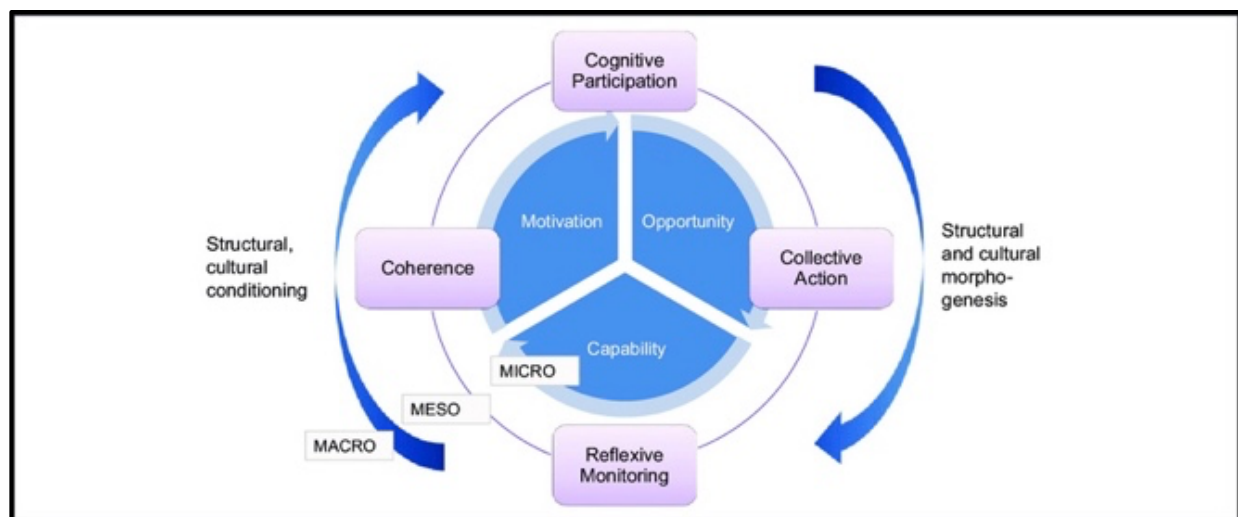 Cognitive
Participation
Motivation
Opportunity
Structural,
cultural
conditioning
Coherence
Collective
Action
Structural
and cultural
morpho-
genesis
Capability
MICRO
MESO
MACRO
Reflexive
Monitoring